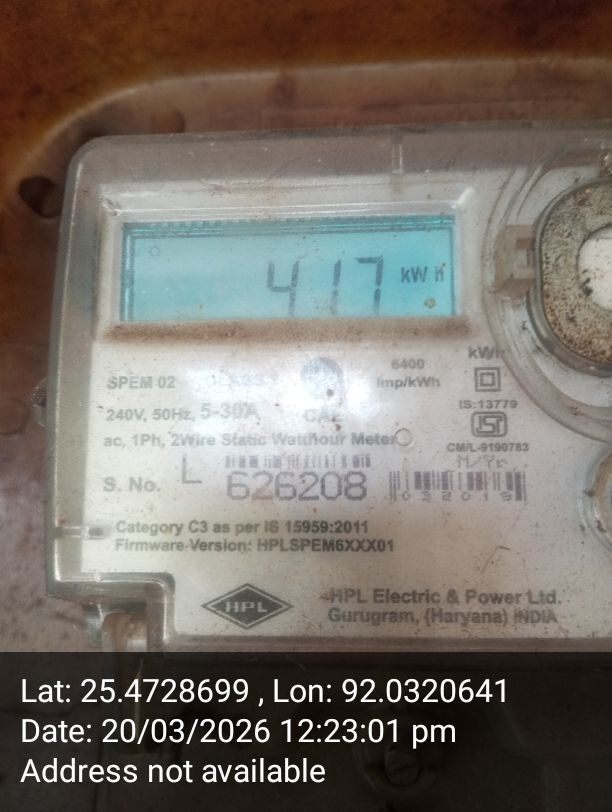 417 kWh
6400
Imp/kWh
kWh
SPEM 02
240V, 50Hz, 5-30A
CAE
IS:13779
ac, 1Ph, 2Wire Static Watthour Meter
CM/L-9190783
M/Yr
S. No. L 626208
032019
Category C3 as per IS 15959:2011
Firmware Version: HPLSPEM6XXX01
HPL
HPL Electric & Power Ltd.
Gurugram, (Haryana) INDIA
Lat: 25.4728699 , Lon: 92.0320641
Date: 20/03/2026 12:23:01 pm
Address not available